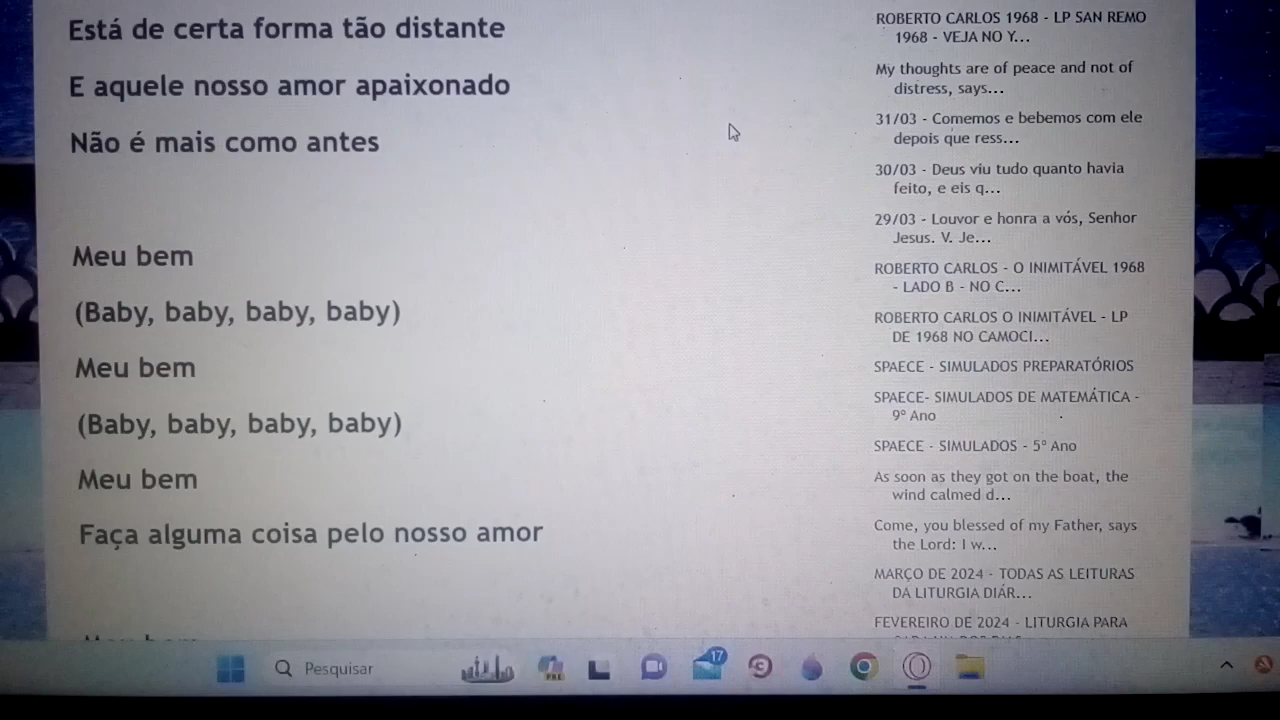 Está de certa forma tão distante
E aquele nosso amor apaixonado
Não é mais como antes
Meu bem
(Baby, baby, baby, baby)
Meu bem
(Baby, baby, baby, baby)
Meu bem
Faça alguma coisa pelo nosso amor
ROBERTO CARLOS 1968 - LP SAN REMO
1968 - VEJA NO Y...
My thoughts are of peace and not of
distress, says...
31/03 - Comemos e bebemos com ele
depois que ress...
30/03 - Deus viu tudo quanto havia
feito, e eis q...
29/03 - Louvor e honra a vós, Senhor
Jesus. V. Je...
ROBERTO CARLOS - O INIMITÁVEL 1968
- LADO B - NO C...
ROBERTO CARLOS O INIMITÁVEL - LP
DE 1968 NO CAMOCI...
SPAECE - SIMULADOS PREPARATÓRIOS
SPAECE- SIMULADOS DE MATEMÁTICA -
9º Ano
SPAECE - SIMULADOS - 5º Ano
As soon as they got on the boat, the
wind calmed d...
Come, you blessed of my Father, says
the Lord: I w...
MARÇO DE 2024 - TODAS AS LEITURAS
DA LITURGIA DIÁR...
FEVEREIRO DE 2024 - LITURGIA PARA
Pesquisar
PRE
17